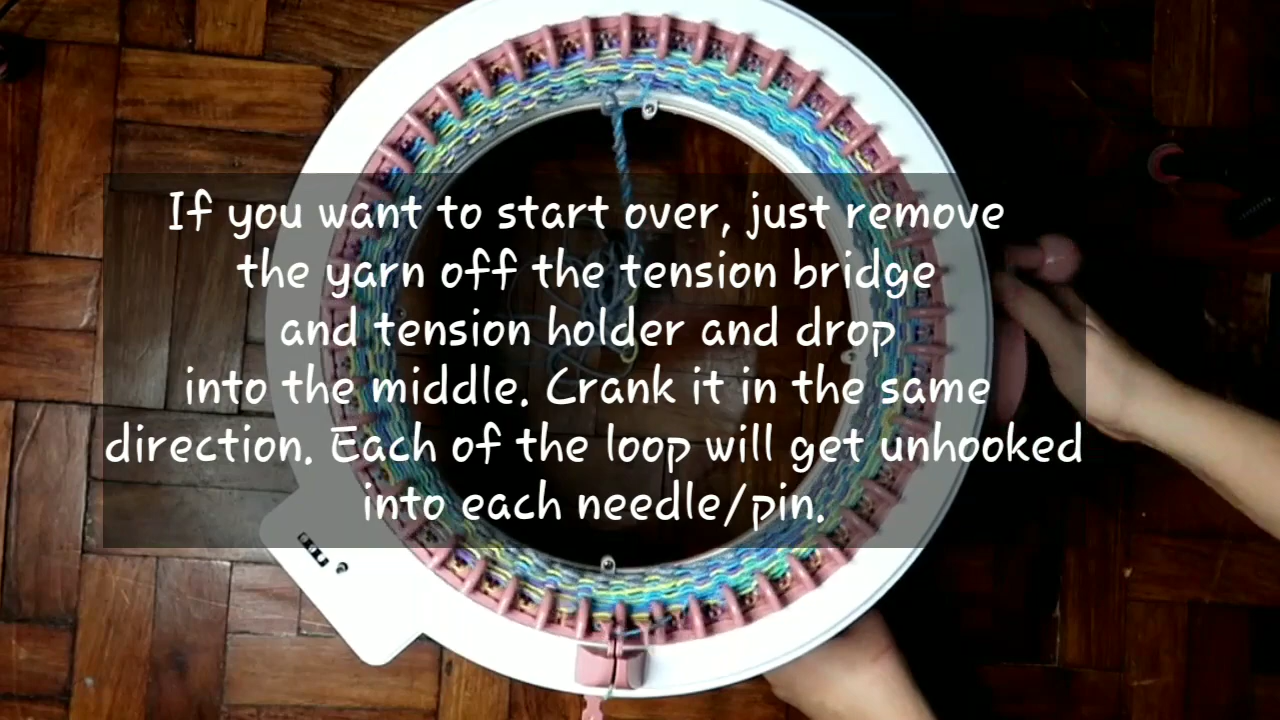 If you want to start over, just remove
the yarn off the tension bridge
and tension holder and drop
into the middle. Crank it in the same
direction. Each of the loop will get unhooked
into each needle/pin.